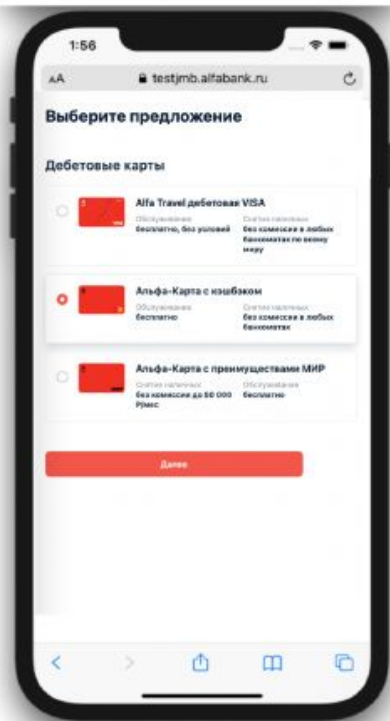 1:56
AA
testjmb.alfabank.ru
Выберите предложение
Дебетовые карты
Alfa Travel дебетовая VISA
Обслуживание
бесплатно, без условий
Снятие наличных
без комиссии в любых
банкоматах по всему
миру
Альфа-Карта с кэшбэком
Обслуживание
бесплатно
Снятие наличных
без комиссии в любых
банкоматах
Альфа-Карта с преимуществами МИР
Снятие наличных
без комиссии до 50 000
Р/мес
Обслуживание
бесплатно
Далее